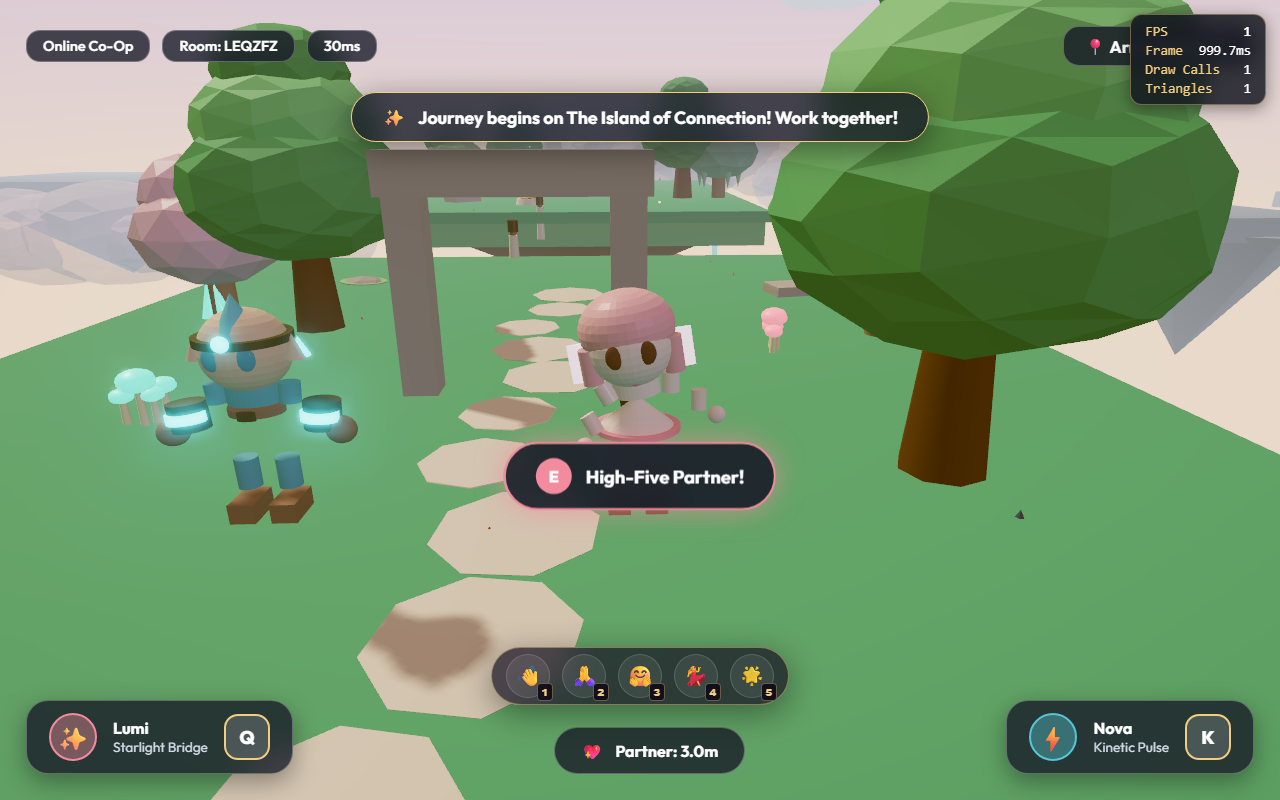 Online Co-Op
Room: LEQZFZ
30ms
FPS 1
Frame 999.7ms
Draw Calls 1
Triangles 1
Journey begins on The Island of Connection! Work together!
E High-Five Partner!
1 2 3 4 5
Lumi
Starlight Bridge
Q
Partner: 3.0m
Nova
Kinetic Pulse
K